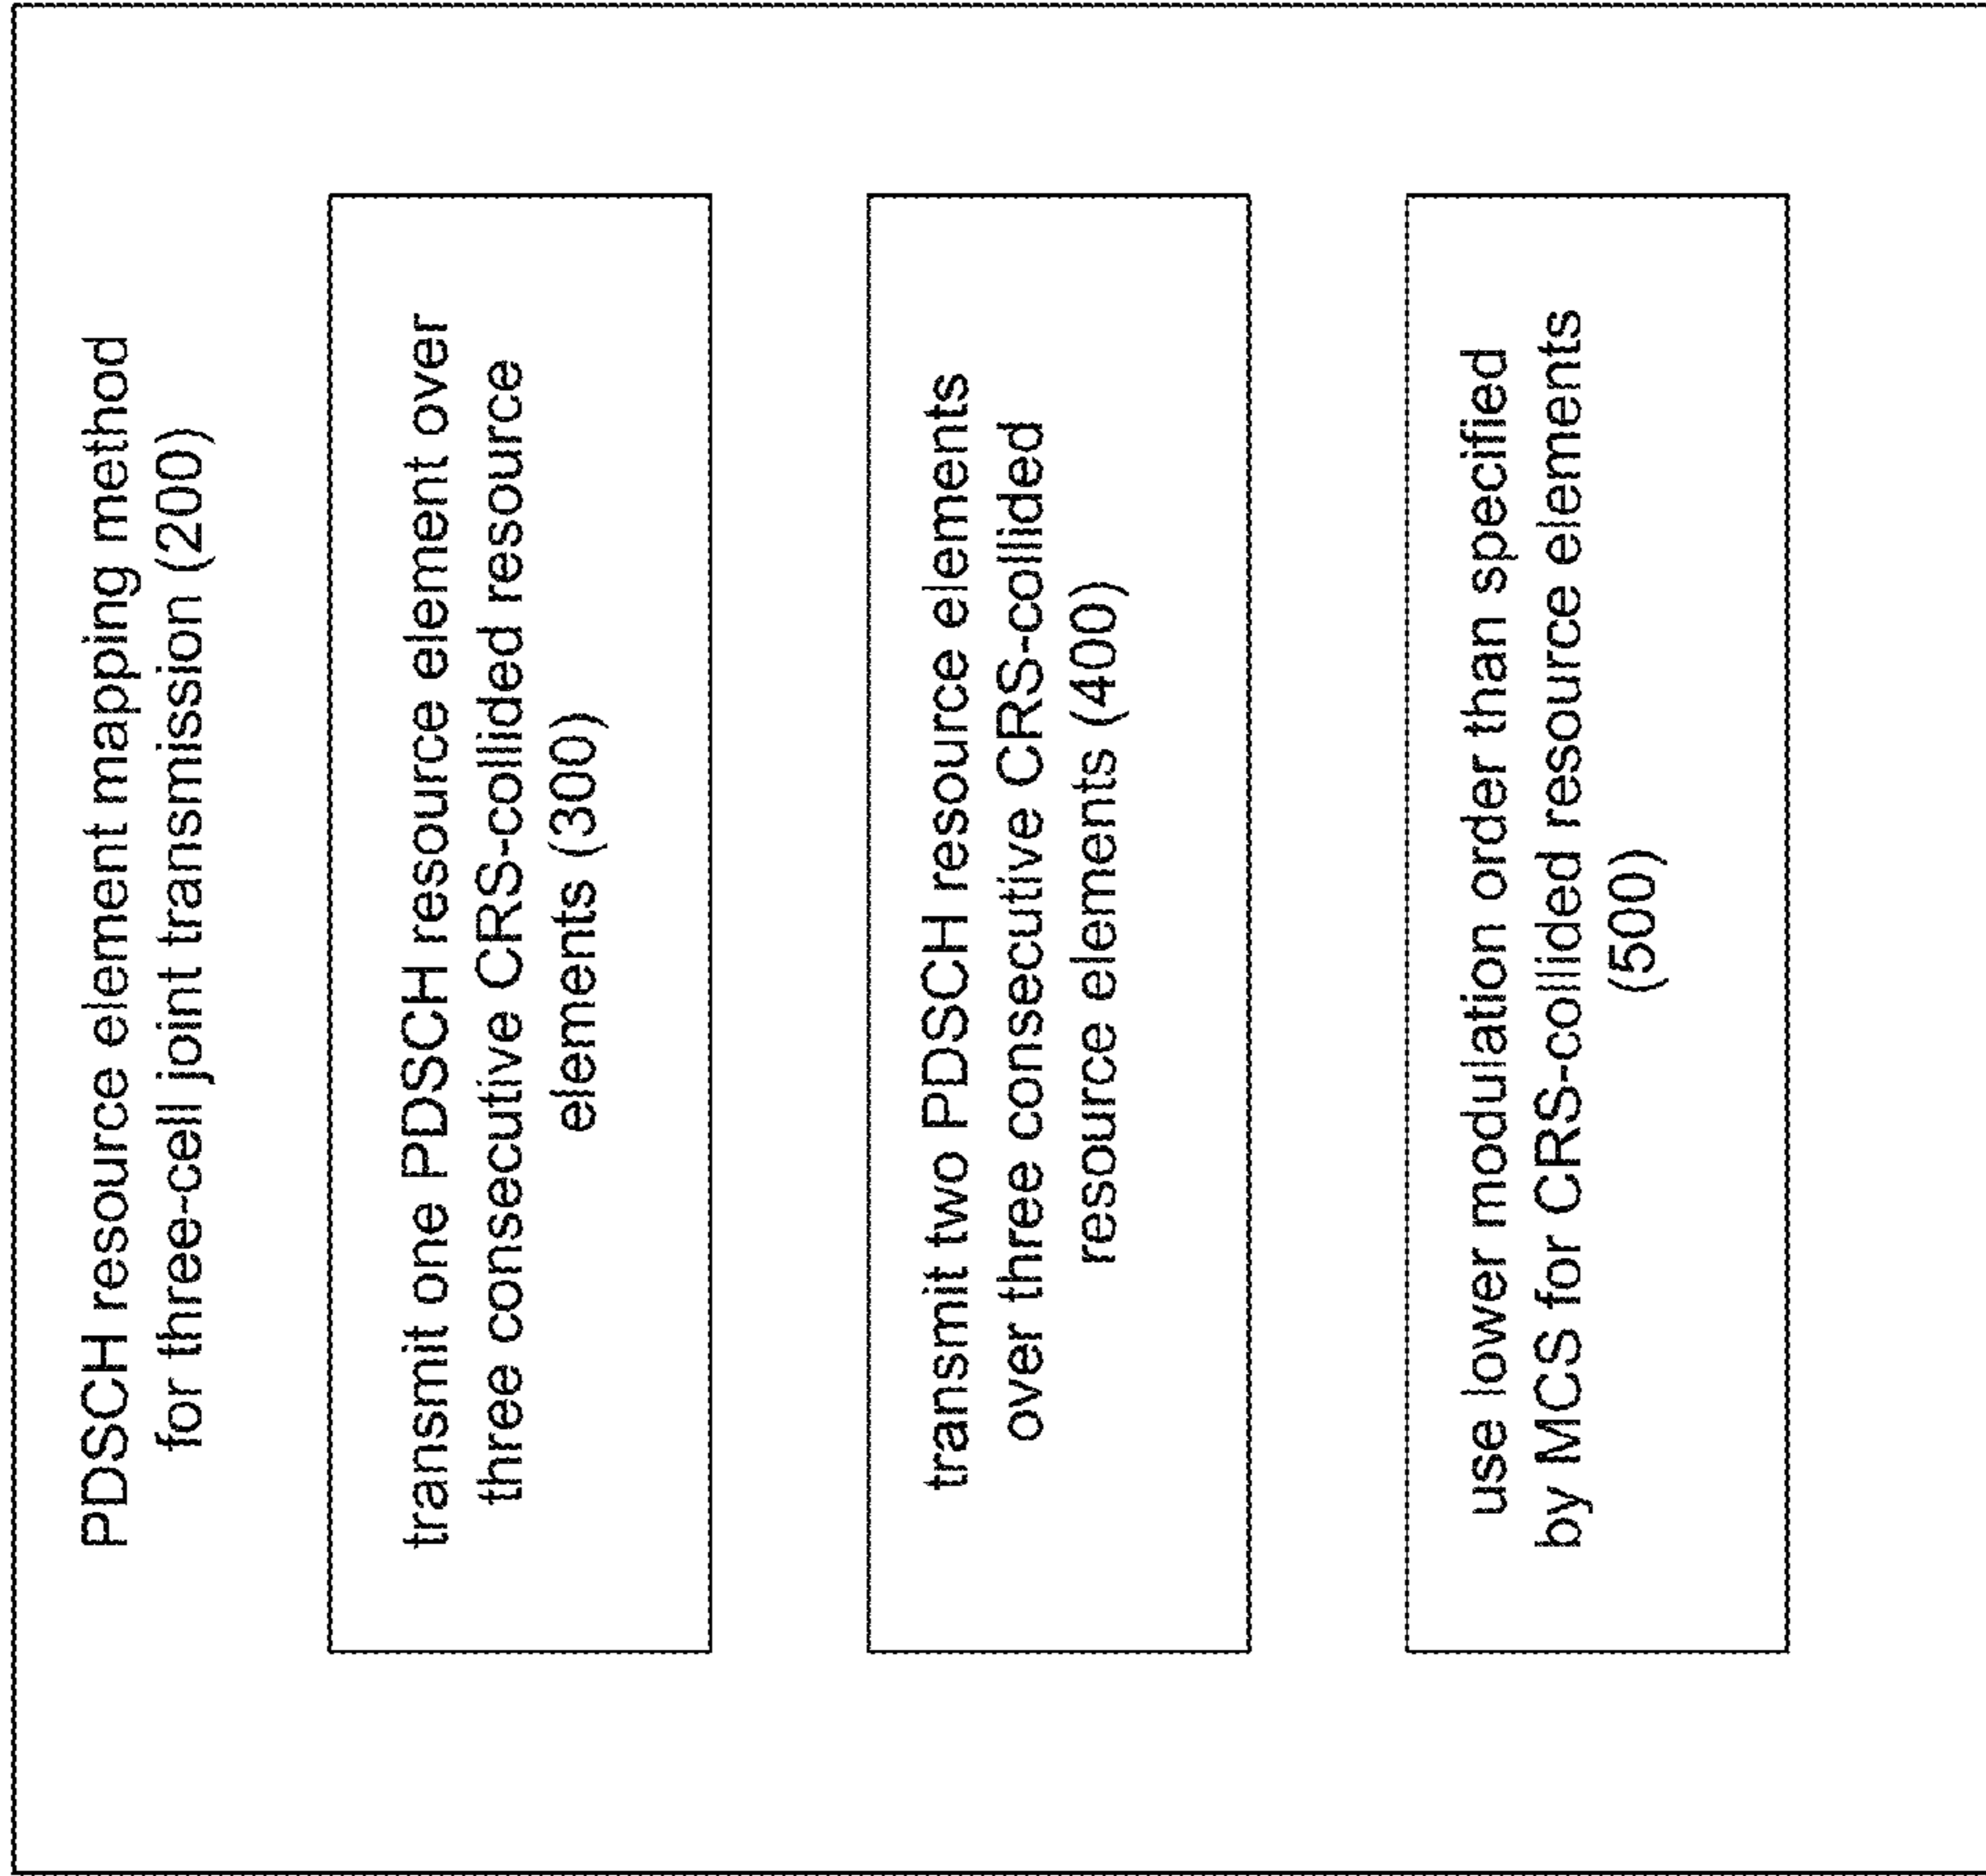 PDSCH resource element mapping method
for three-cell joint transmission (200)
transmit one PDSCH resource element over
three consecutive CRS-collided resource
elements (300)
transmit two PDSCH resource elements
over three consecutive CRS-collided
resource elements (400)
use lower modulation order than specified
by MCS for CRS-collided resource elements
(500)